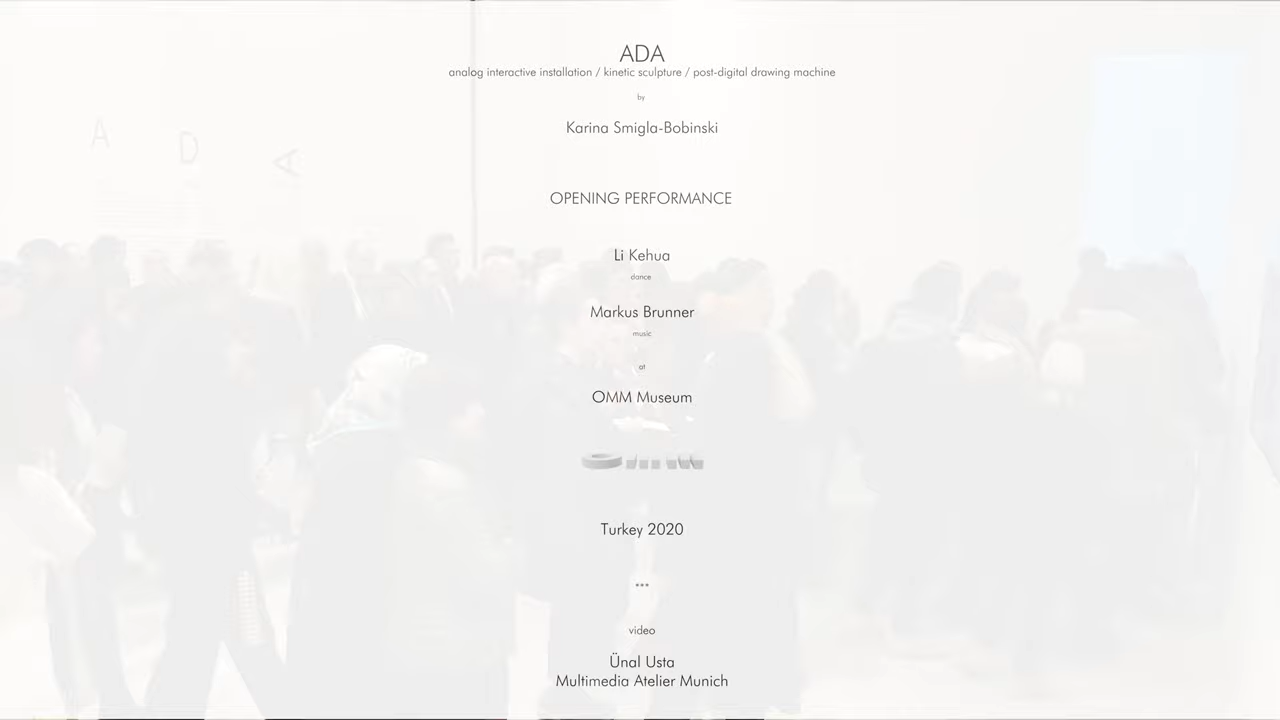 ADA
analog interactive installation / kinetic sculpture / post-digital drawing machine
by
Karina Smigla-Bobinski
A D A
OPENING PERFORMANCE
Li Kehua
dance
Markus Brunner
music
at
OMM Museum
omm
Turkey 2020
***
video
Ünal Usta
Multimedia Atelier Munich